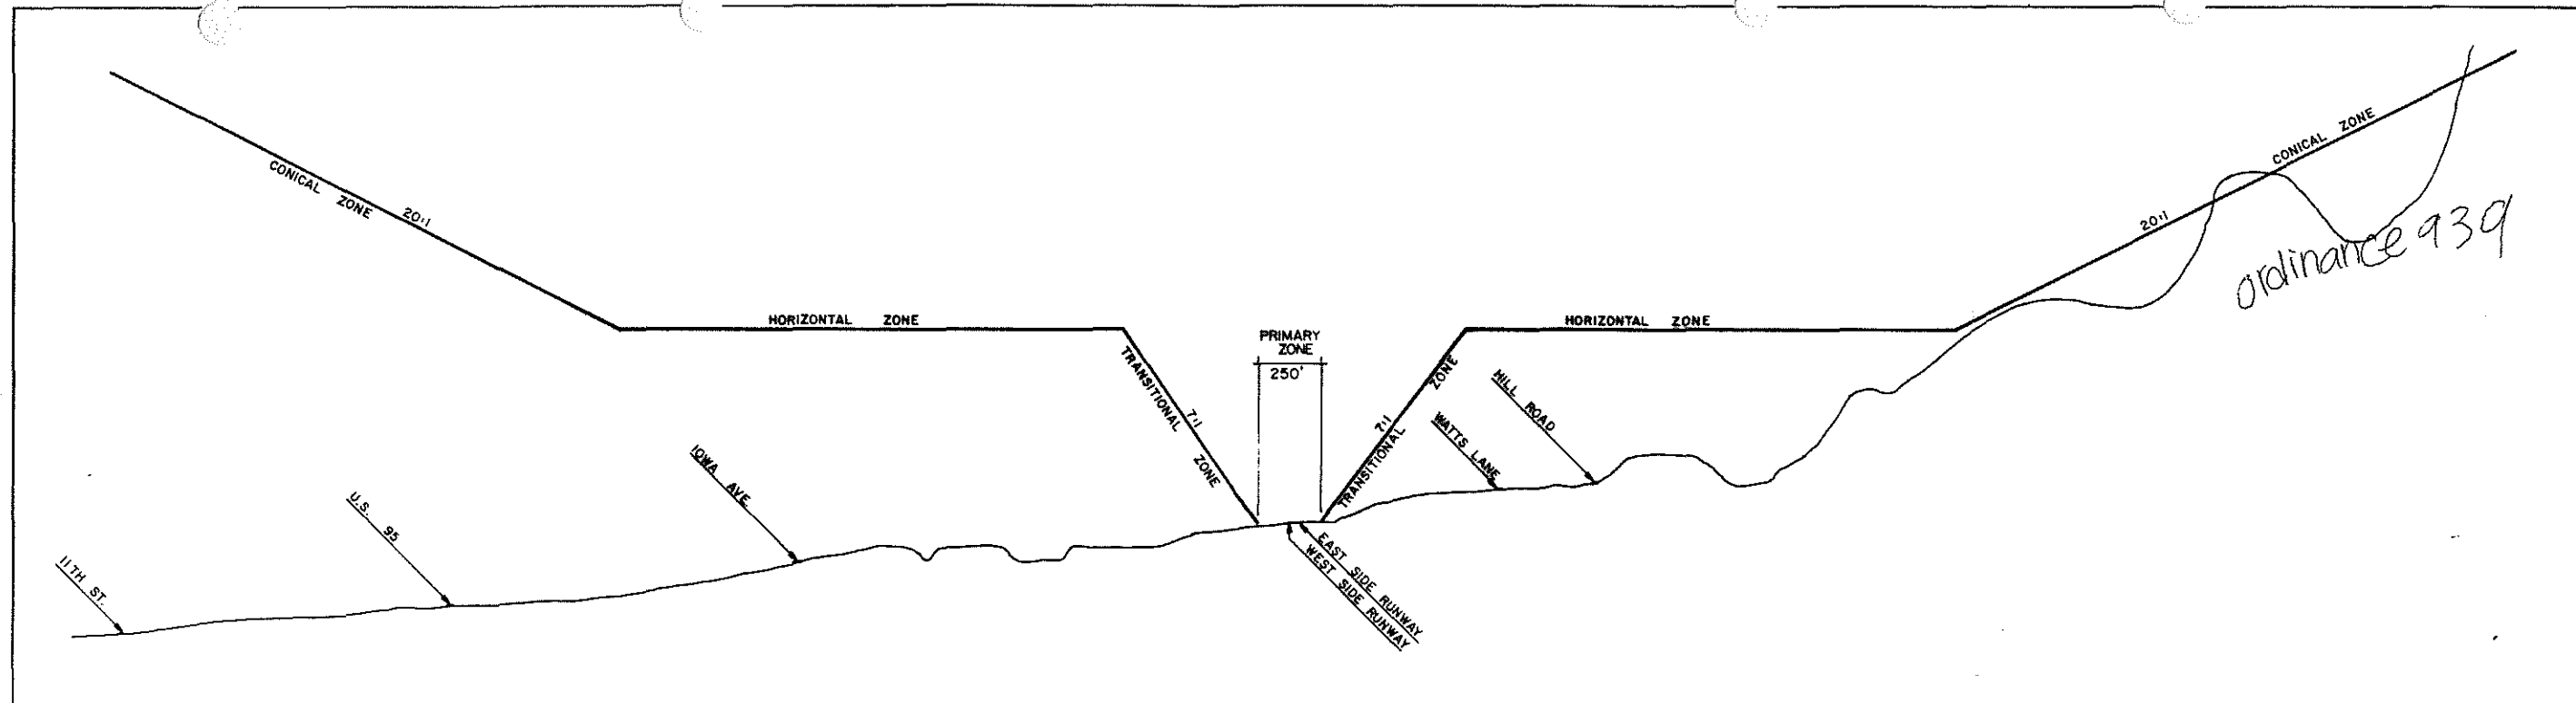 CONICAL ZONE 20:1
HORIZONTAL ZONE
TRANSITIONAL ZONE
7:1
PRIMARY
ZONE
250'
TRANSITIONAL ZONE
7:1
HORIZONTAL ZONE
20:1
CONICAL ZONE
ordinance 939
11TH ST.
U.S. 95
IOWA AVE.
WATTS LANE
HILL ROAD
EAST SIDE RUNWAY
WEST SIDE RUNWAY